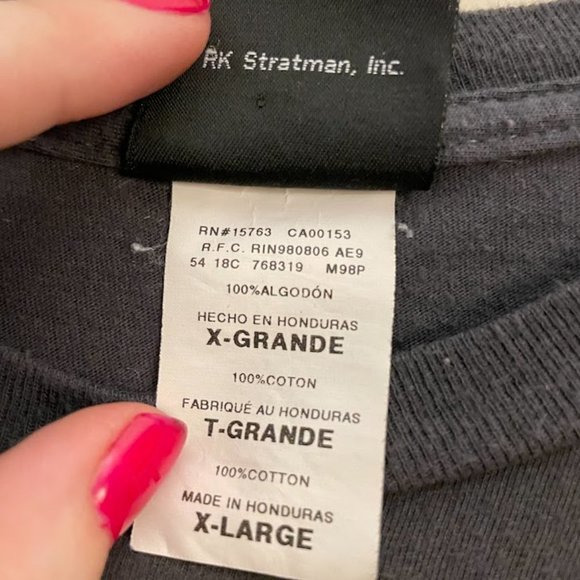 RK Stratman, Inc.
RN#15763 CA00153
R.F.C. RIN980806 AE9
54 18C 768319 M98P
100%ALGODÓN
HECHO EN HONDURAS
X-GRANDE
100%COTON
FABRIQUÉ AU HONDURAS
T-GRANDE
100%COTTON
MADE IN HONDURAS
X-LARGE